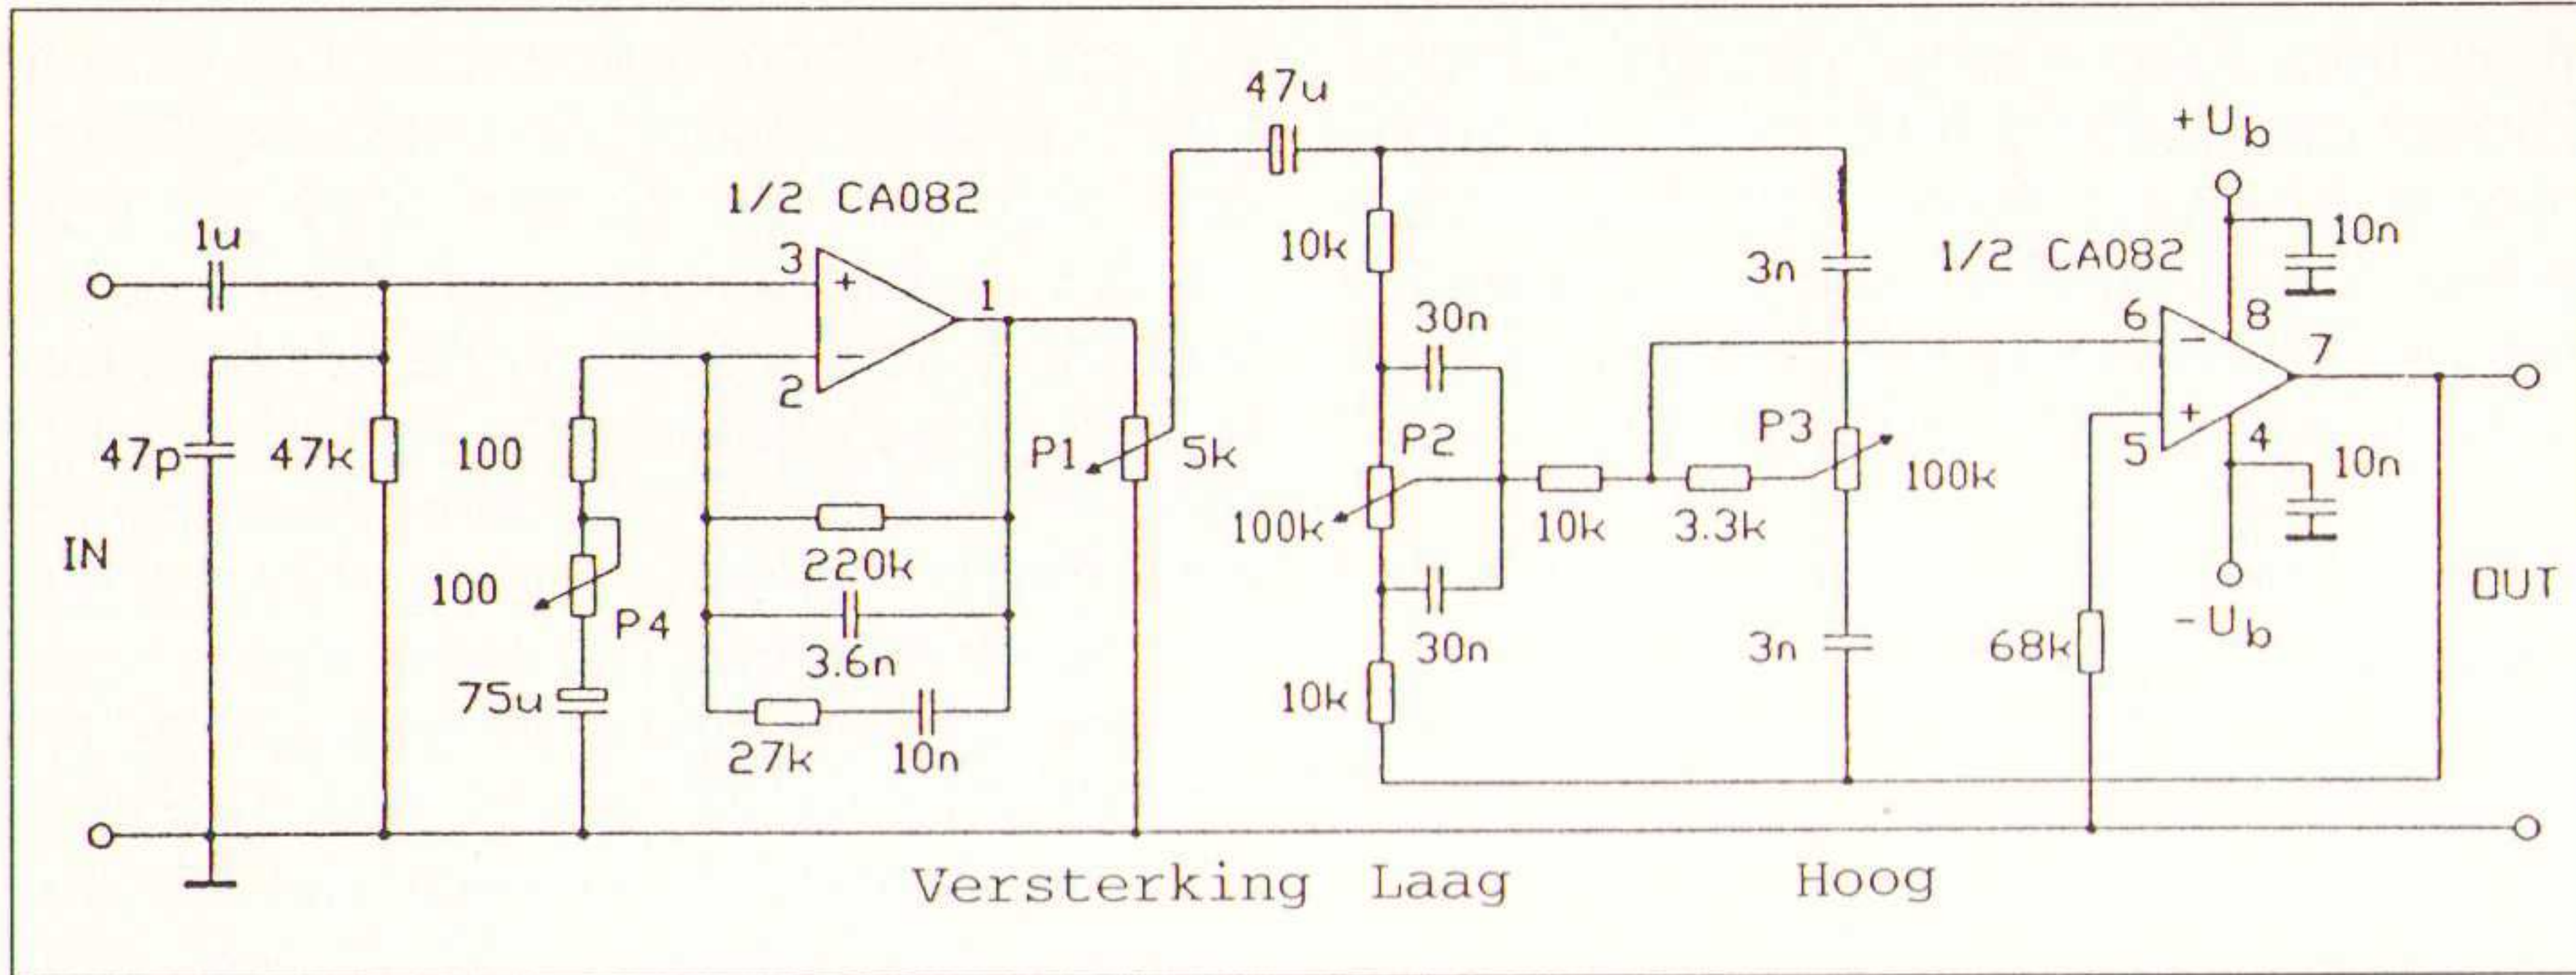 47u
+Ub
1/2 CA082
1u
3
+
1
10k
3n
1/2 CA082
10n
30n
6
8
−
2
−
7
47p
47k
100
P1
5k
P2
P3
+
5
4
10n
100k
100k
10k
3.3k
IN
220k
100
P4
−Ub
OUT
30n
3n
68k
3.6n
75u
10k
27k
10n
Versterking Laag Hoog